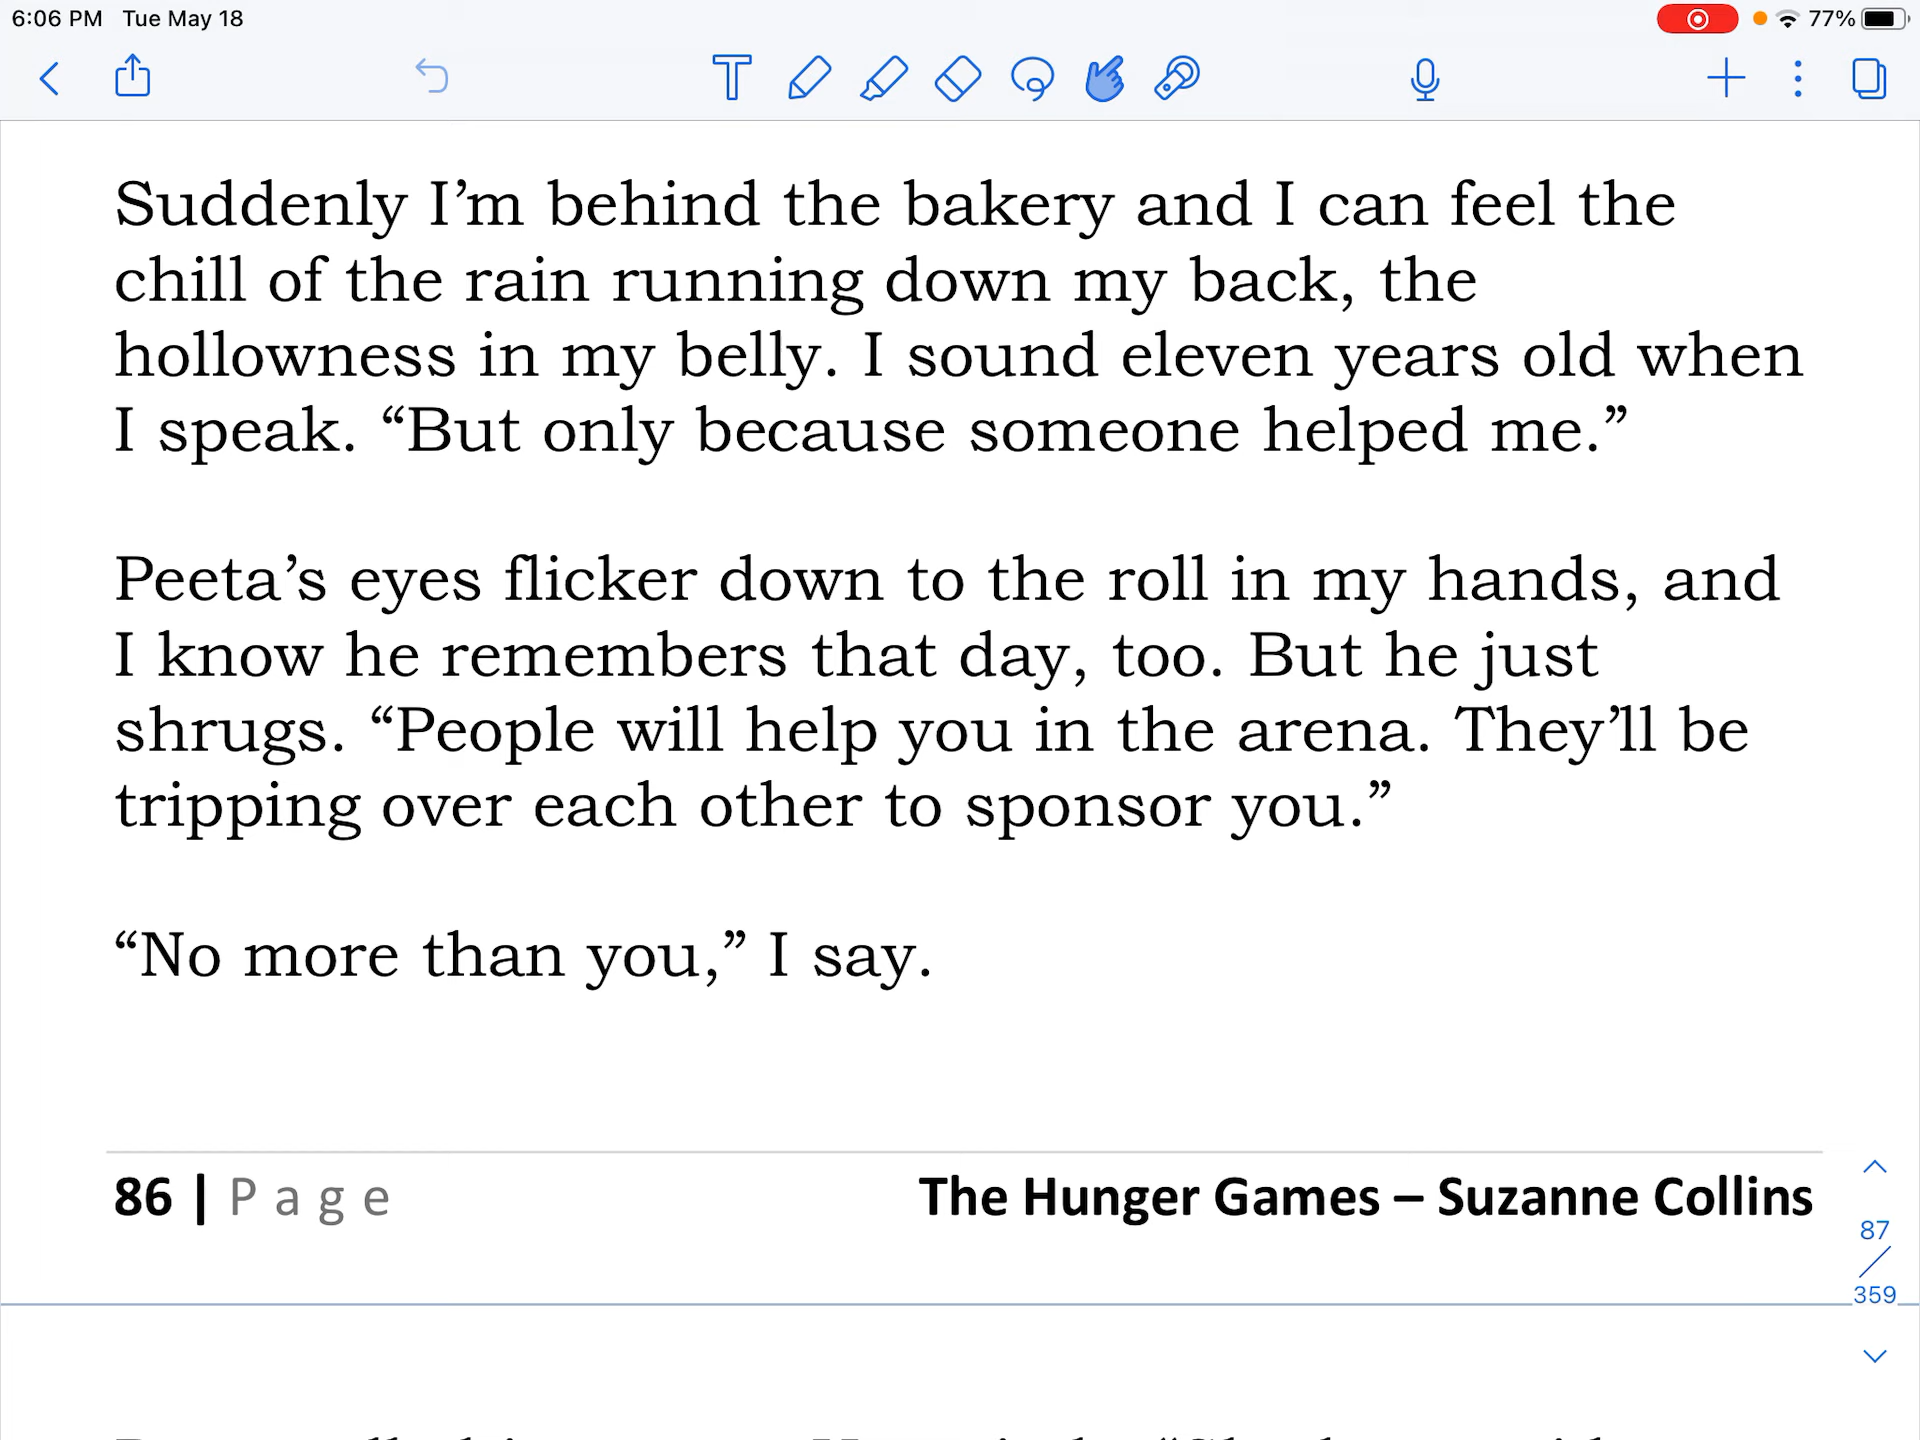 6:06 PM Tue May 18 77%
Suddenly I’m behind the bakery and I can feel the
chill of the rain running down my back, the
hollowness in my belly. I sound eleven years old when
I speak. “But only because someone helped me.”
Peeta’s eyes flicker down to the roll in my hands, and
I know he remembers that day, too. But he just
shrugs. “People will help you in the arena. They’ll be
tripping over each other to sponsor you.”
“No more than you,” I say.
86 | P a g e The Hunger Games – Suzanne Collins
87
/
359